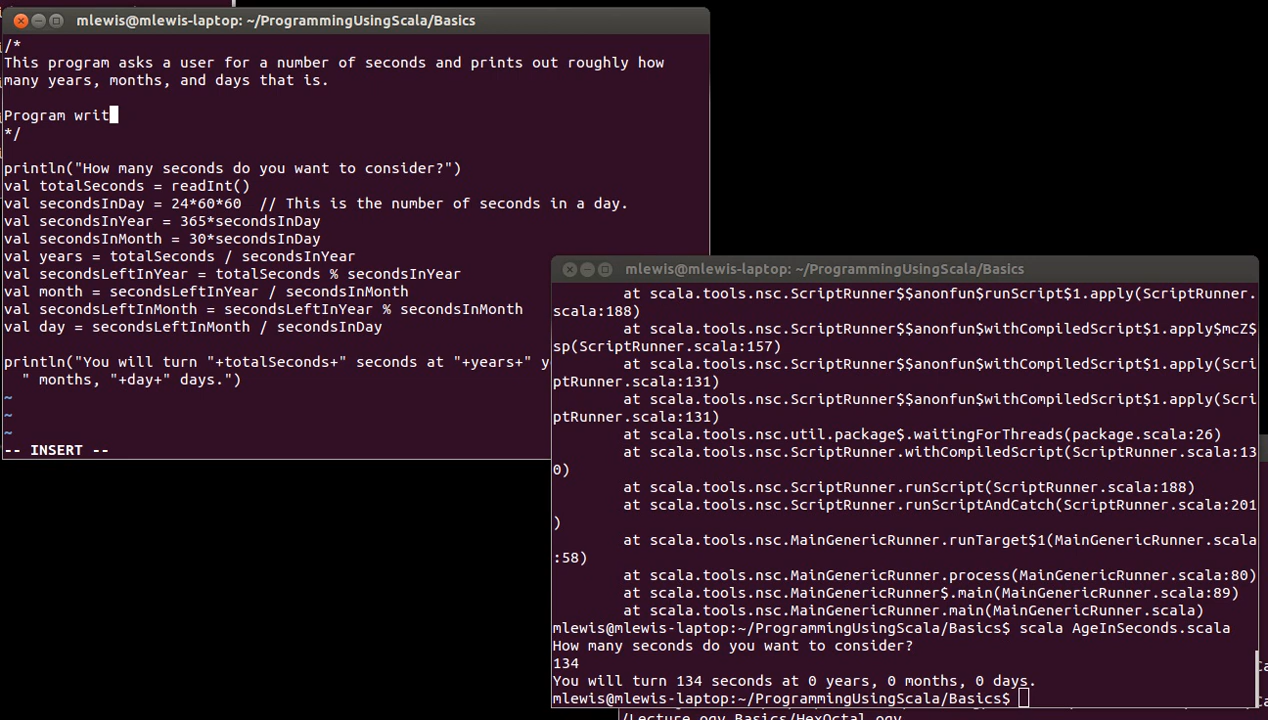 mlewis@mlewis-laptop: ~/ProgrammingUsingScala/Basics
/*
This program asks a user for a number of seconds and prints out roughly how
many years, months, and days that is.
Program writ
*/
println("How many seconds do you want to consider?")
val totalSeconds = readInt()
val secondsInDay = 24*60*60  // This is the number of seconds in a day.
val secondsInYear = 365*secondsInDay
val secondsInMonth = 30*secondsInDay
val years = totalSeconds / secondsInYear
val secondsLeftInYear = totalSeconds % secondsInYear
val month = secondsLeftInYear / secondsInMonth
val secondsLeftInMonth = secondsLeftInYear % secondsInMonth
val day = secondsLeftInMonth / secondsInDay
println("You will turn "+totalSeconds+" seconds at "+years+" y
  " months, "+day+" days.")
~
~
~
-- INSERT --
mlewis@mlewis-laptop: ~/ProgrammingUsingScala/Basics
at scala.tools.nsc.ScriptRunner$$anonfun$runScript$1.apply(ScriptRunner.
scala:188)
at scala.tools.nsc.ScriptRunner$$anonfun$withCompiledScript$1.apply$mcZ$
sp(ScriptRunner.scala:157)
at scala.tools.nsc.ScriptRunner$$anonfun$withCompiledScript$1.apply(Scri
ptRunner.scala:131)
at scala.tools.nsc.ScriptRunner$$anonfun$withCompiledScript$1.apply(Scri
ptRunner.scala:131)
at scala.tools.nsc.util.package$.waitingForThreads(package.scala:26)
at scala.tools.nsc.ScriptRunner.withCompiledScript(ScriptRunner.scala:13
0)
at scala.tools.nsc.ScriptRunner.runScript(ScriptRunner.scala:188)
at scala.tools.nsc.ScriptRunner.runScriptAndCatch(ScriptRunner.scala:201
)
at scala.tools.nsc.MainGenericRunner.runTarget$1(MainGenericRunner.scala
:58)
at scala.tools.nsc.MainGenericRunner.process(MainGenericRunner.scala:80)
at scala.tools.nsc.MainGenericRunner$.main(MainGenericRunner.scala:89)
at scala.tools.nsc.MainGenericRunner.main(MainGenericRunner.scala)
mlewis@mlewis-laptop:~/ProgrammingUsingScala/Basics$ scala AgeInSeconds.scala
How many seconds do you want to consider?
134
You will turn 134 seconds at 0 years, 0 months, 0 days.
mlewis@mlewis-laptop:~/ProgrammingUsingScala/Basics$